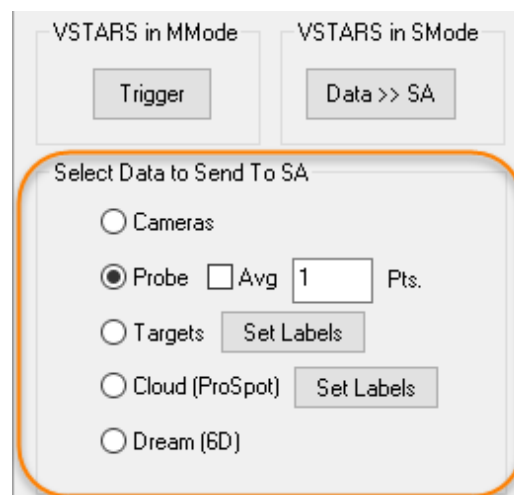 VSTARS in MMode VSTARS in SMode
Trigger Data >> SA
Select Data to Send To SA
Cameras
Probe Avg 1 Pts.
Targets Set Labels
Cloud (ProSpot) Set Labels
Dream (6D)